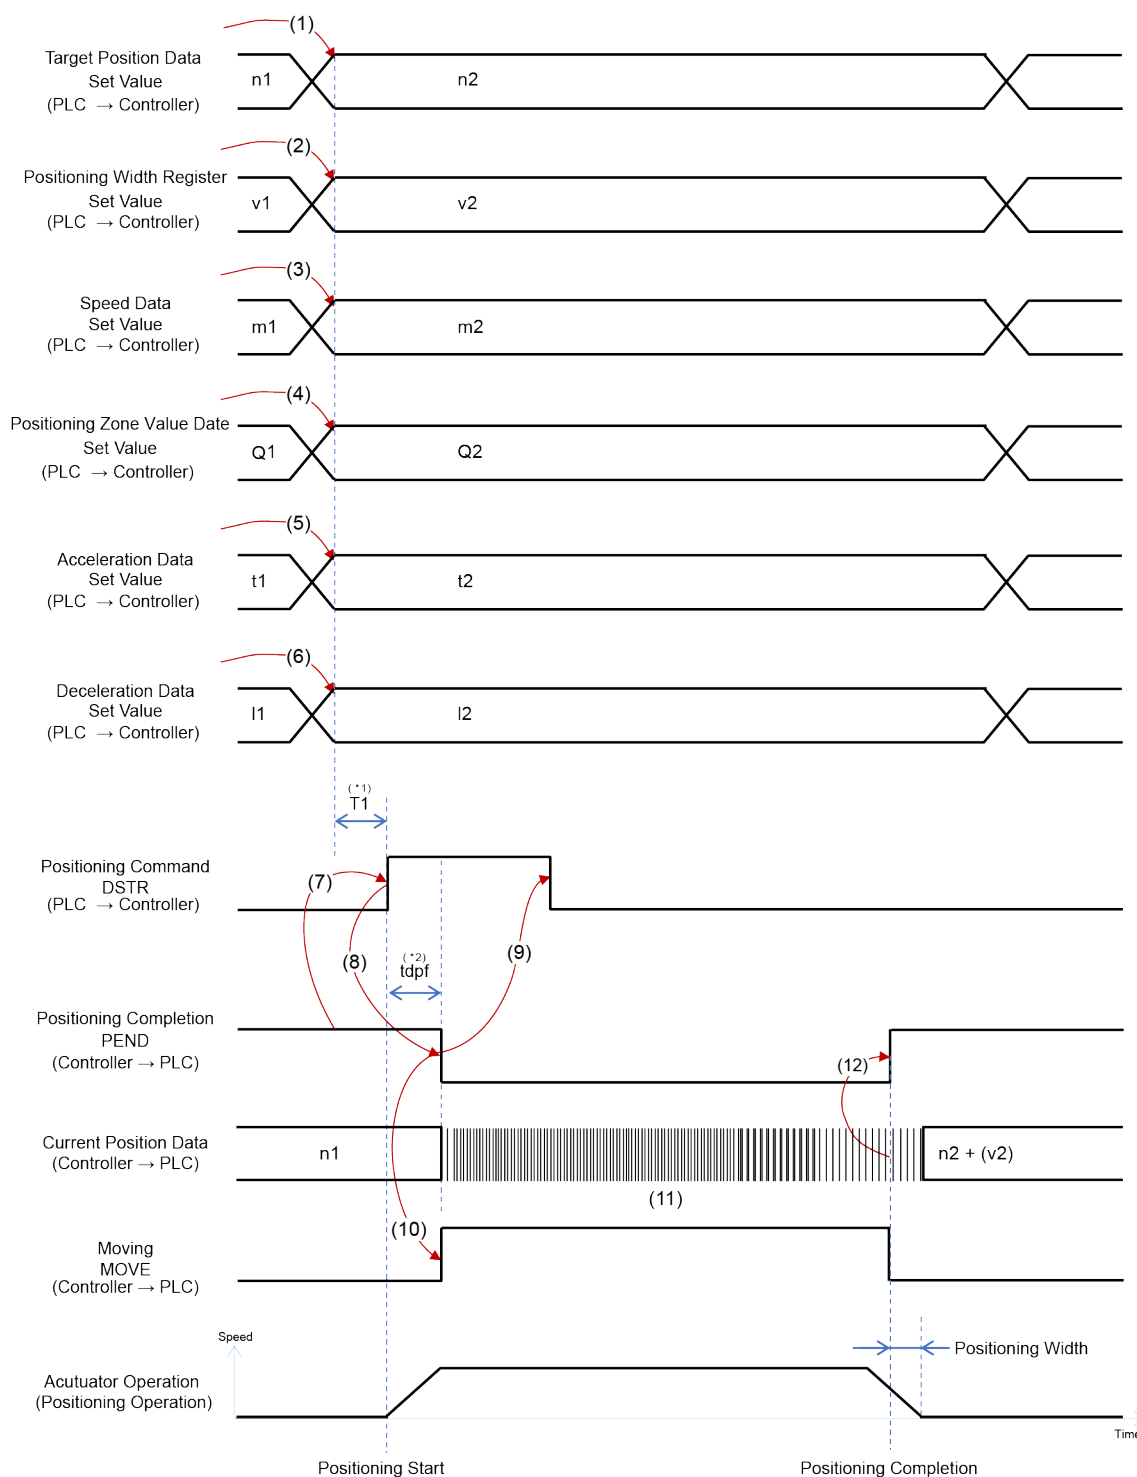 (1)
Target Position Data
Set Value
(PLC → Controller)
n1
n2
(2)
Positioning Width Register
Set Value
(PLC → Controller)
v1
v2
(3)
Speed Data
Set Value
(PLC → Controller)
m1
m2
(4)
Positioning Zone Value Date
Set Value
(PLC → Controller)
Q1
Q2
(5)
Acceleration Data
Set Value
(PLC → Controller)
t1
t2
(6)
Deceleration Data
Set Value
(PLC → Controller)
l1
l2
(*1)
T1
Positioning Command
DSTR
(PLC → Controller)
(7)
(8)
(9)
(*2)
tdpf
Positioning Completion
PEND
(Controller → PLC)
(12)
Current Position Data
(Controller → PLC)
n1
n2 + (v2)
(11)
(10)
Moving
MOVE
(Controller → PLC)
Speed
Positioning Width
Acutuator Operation
(Positioning Operation)
Time
Positioning Start
Positioning Completion